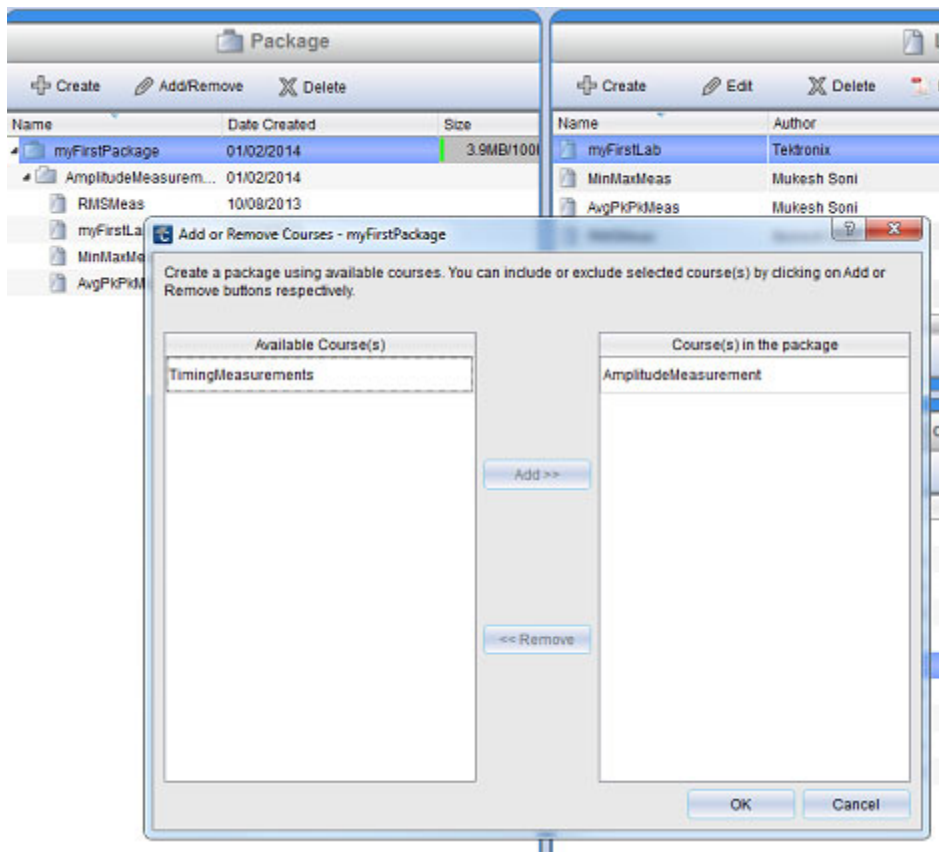 Package
Create Add/Remove Delete
Create Edit Delete
Name Date Created Size
Name Author
myFirstPackage 01/02/2014 3.9MB/100
myFirstLab Tektronix
AmplitudeMeasurem... 01/02/2014
MinMaxMeas Mukesh Soni
RMSMeas 10/08/2013
AvgPkPkMeas Mukesh Soni
myFirstLa
MinMaxMe
AvgPkPkM
Add or Remove Courses - myFirstPackage
Create a package using available courses. You can include or exclude selected course(s) by clicking on Add or
Remove buttons respectively.
Available Course(s)
Course(s) in the package
TimingMeasurements
AmplitudeMeasurement
Add >>
<< Remove
OK Cancel